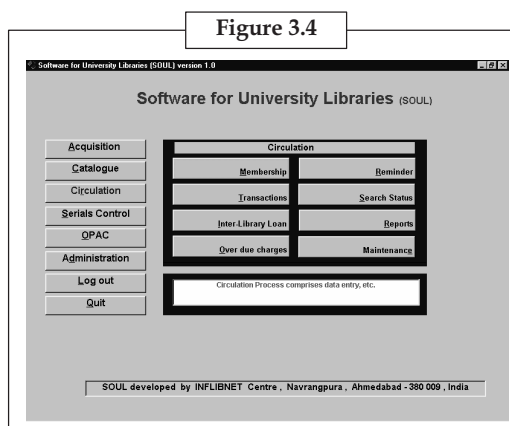 Figure 3.4
Software for University Libraries (SOUL) version 1.0
Software for University Libraries (SOUL)
Acquisition
Catalogue
Circulation
Serials Control
OPAC
Administration
Log out
Quit
Circulation
Membership Reminder
Transactions Search Status
Inter-Library Loan Reports
Over due charges Maintenance
Circulation Process comprises data entry, etc.
SOUL developed by INFLIBNET Centre , Navrangpura , Ahmedabad - 380 009 , India